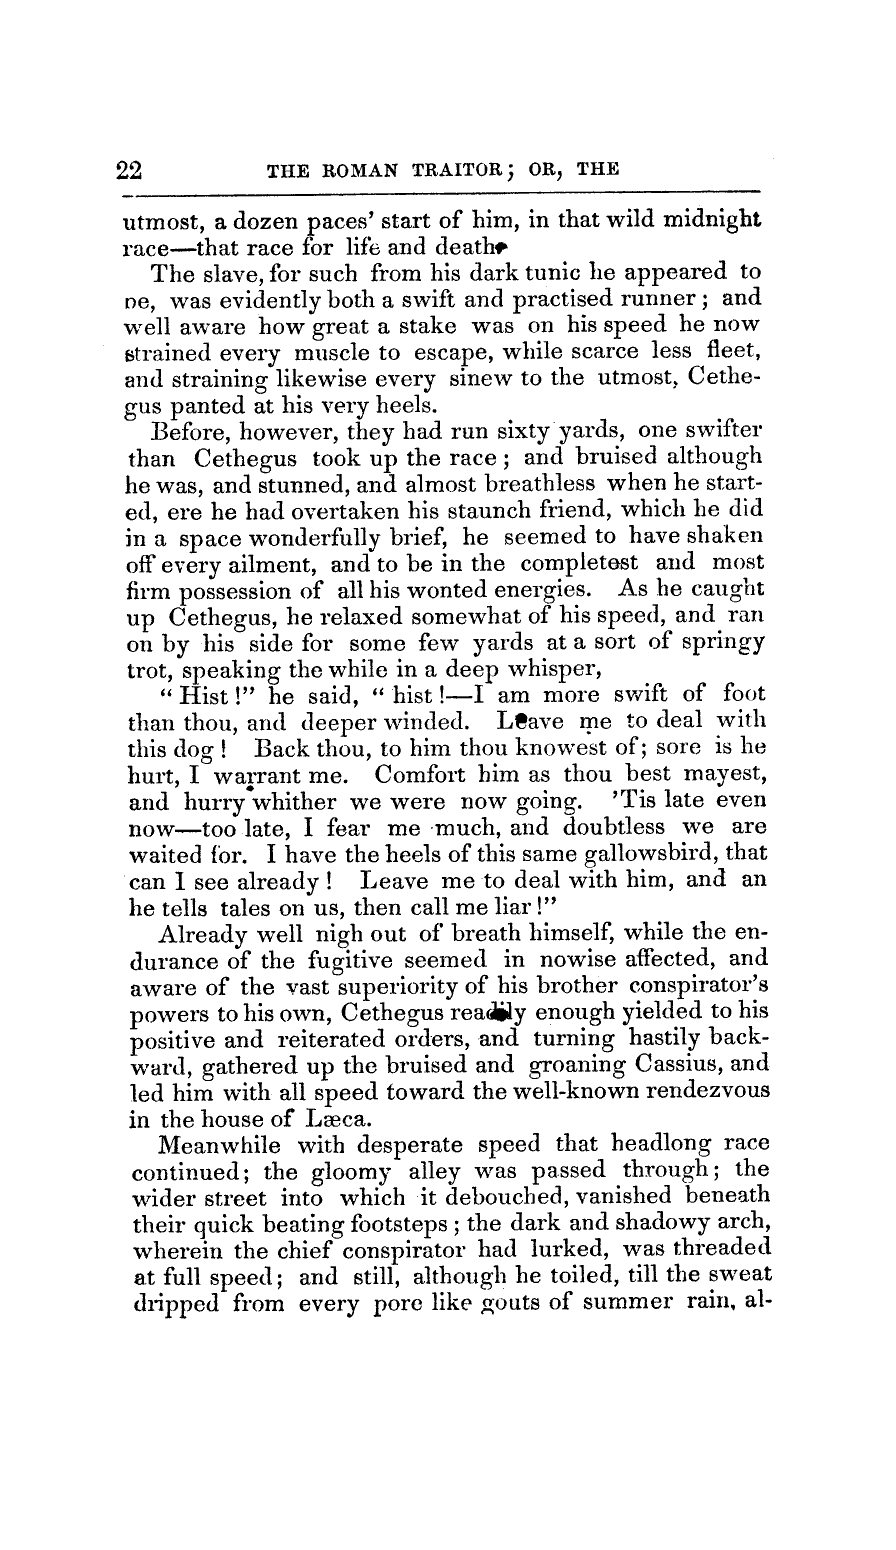 22 THE ROMAN TRAITOR; OR, THE
utmost, a dozen paces' start of him, in that wild midnight
race—that race for life and death.
The slave, for such from his dark tunic he appeared to
be, was evidently both a swift and practised runner; and
well aware how great a stake was on his speed he now
strained every muscle to escape, while scarce less fleet,
and straining likewise every sinew to the utmost, Cethe-
gus panted at his very heels.
Before, however, they had run sixty yards, one swifter
than Cethegus took up the race; and bruised although
he was, and stunned, and almost breathless when he start-
ed, ere he had overtaken his staunch friend, which he did
in a space wonderfully brief, he seemed to have shaken
off every ailment, and to be in the completest and most
firm possession of all his wonted energies. As he caught
up Cethegus, he relaxed somewhat of his speed, and ran
on by his side for some few yards at a sort of springy
trot, speaking the while in a deep whisper,
"Hist!" he said, "hist!—I am more swift of foot
than thou, and deeper winded. Leave me to deal with
this dog! Back thou, to him thou knowest of; sore is he
hurt, I warrant me. Comfort him as thou best mayest,
and hurry whither we were now going. 'Tis late even
now—too late, I fear me much, and doubtless we are
waited for. I have the heels of this same gallowsbird, that
can I see already! Leave me to deal with him, and an
he tells tales on us, then call me liar!"
Already well nigh out of breath himself, while the en-
durance of the fugitive seemed in nowise affected, and
aware of the vast superiority of his brother conspirator's
powers to his own, Cethegus readily enough yielded to his
positive and reiterated orders, and turning hastily back-
ward, gathered up the bruised and groaning Cassius, and
led him with all speed toward the well-known rendezvous
in the house of Læca.
Meanwhile with desperate speed that headlong race
continued; the gloomy alley was passed through; the
wider street into which it debouched, vanished beneath
their quick beating footsteps; the dark and shadowy arch,
wherein the chief conspirator had lurked, was threaded
at full speed; and still, although he toiled, till the sweat
dripped from every pore like gouts of summer rain, al-